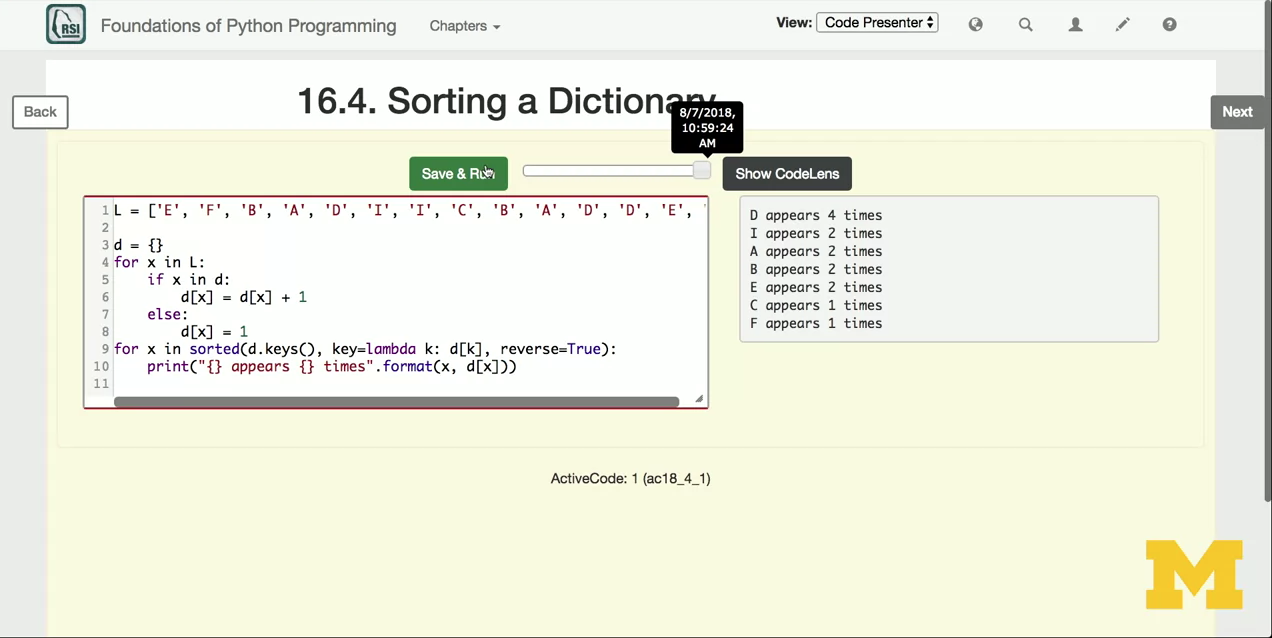 RSI
Foundations of Python Programming
Chapters
View: Code Presenter
Back
16.4. Sorting a Dictionary
Next
8/7/2018,
10:59:24
AM
Save & Run
Show CodeLens
1 L = ['E', 'F', 'B', 'A', 'D', 'I', 'I', 'C', 'B', 'A', 'D', 'D', 'E', '
2
3 d = {}
4 for x in L:
5     if x in d:
6         d[x] = d[x] + 1
7     else:
8         d[x] = 1
9 for x in sorted(d.keys(), key=lambda k: d[k], reverse=True):
10     print("{} appears {} times".format(x, d[x]))
11
D appears 4 times
I appears 2 times
A appears 2 times
B appears 2 times
E appears 2 times
C appears 1 times
F appears 1 times
ActiveCode: 1 (ac18_4_1)
M